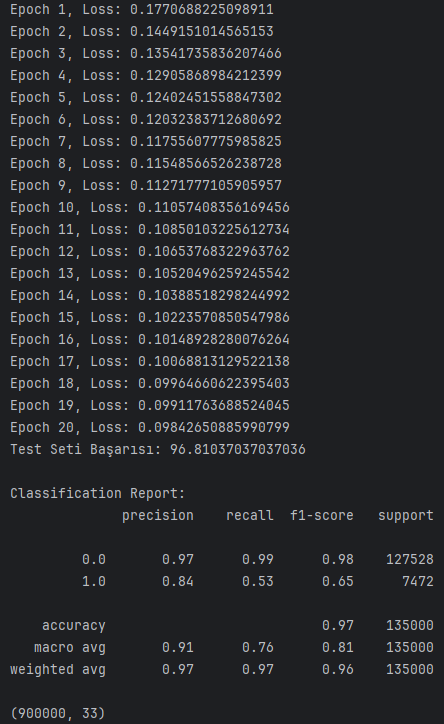 Epoch 1, Loss: 0.1770688225098911
Epoch 2, Loss: 0.1449151014565153
Epoch 3, Loss: 0.13541735836207466
Epoch 4, Loss: 0.12905868984212399
Epoch 5, Loss: 0.12402451558847302
Epoch 6, Loss: 0.12032383712680692
Epoch 7, Loss: 0.11755607775985825
Epoch 8, Loss: 0.11548566526238728
Epoch 9, Loss: 0.11271777105905957
Epoch 10, Loss: 0.11057408356169456
Epoch 11, Loss: 0.10850103225612734
Epoch 12, Loss: 0.10653768322963762
Epoch 13, Loss: 0.10520496259245542
Epoch 14, Loss: 0.10388518298244992
Epoch 15, Loss: 0.10223570850547986
Epoch 16, Loss: 0.10148928280076264
Epoch 17, Loss: 0.10068813129522138
Epoch 18, Loss: 0.09964660622395403
Epoch 19, Loss: 0.09911763688524045
Epoch 20, Loss: 0.09842650885990799
Test Seti Başarısı: 96.81037037037036
Classification Report:
precision recall f1-score support
0.0 0.97 0.99 0.98 127528
1.0 0.84 0.53 0.65 7472
accuracy 0.97 135000
macro avg 0.91 0.76 0.81 135000
weighted avg 0.97 0.97 0.96 135000
(900000, 33)